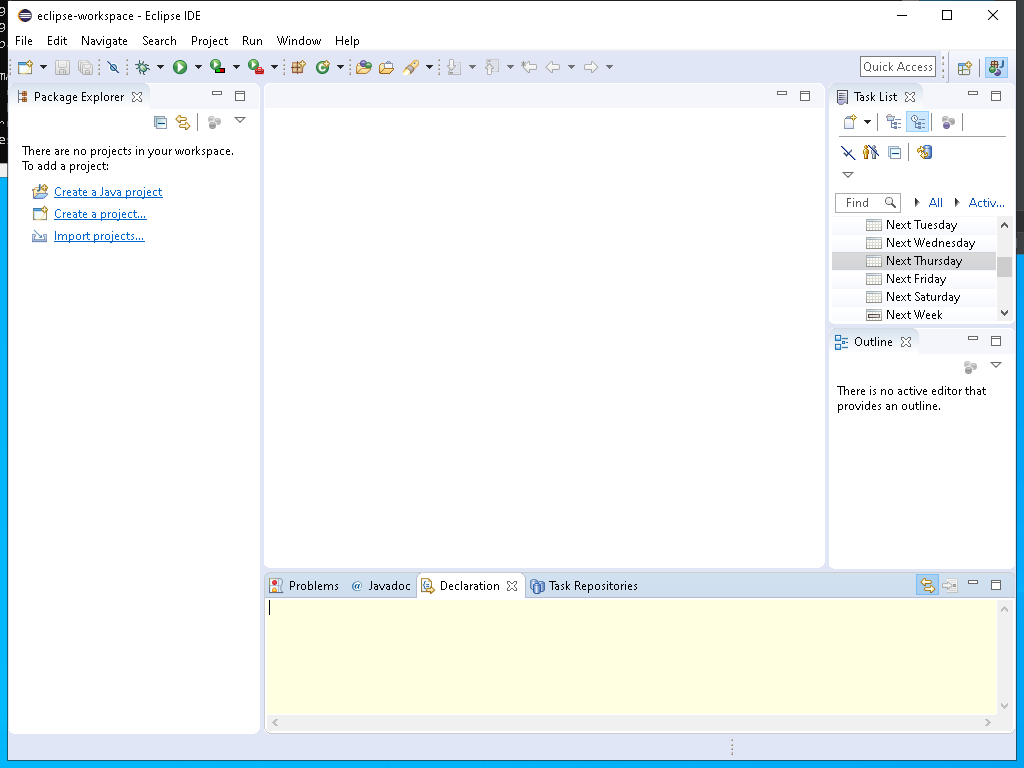 eclipse-workspace - Eclipse IDE
File Edit Navigate Search Project Run Window Help
Quick Access
Package Explorer
There are no projects in your workspace.
To add a project:
Create a Java project
Create a project...
Import projects...
Task List
Find
All
Activ...
Next Tuesday
Next Wednesday
Next Thursday
Next Friday
Next Saturday
Next Week
Outline
There is no active editor that
provides an outline.
Problems @ Javadoc Declaration Task Repositories